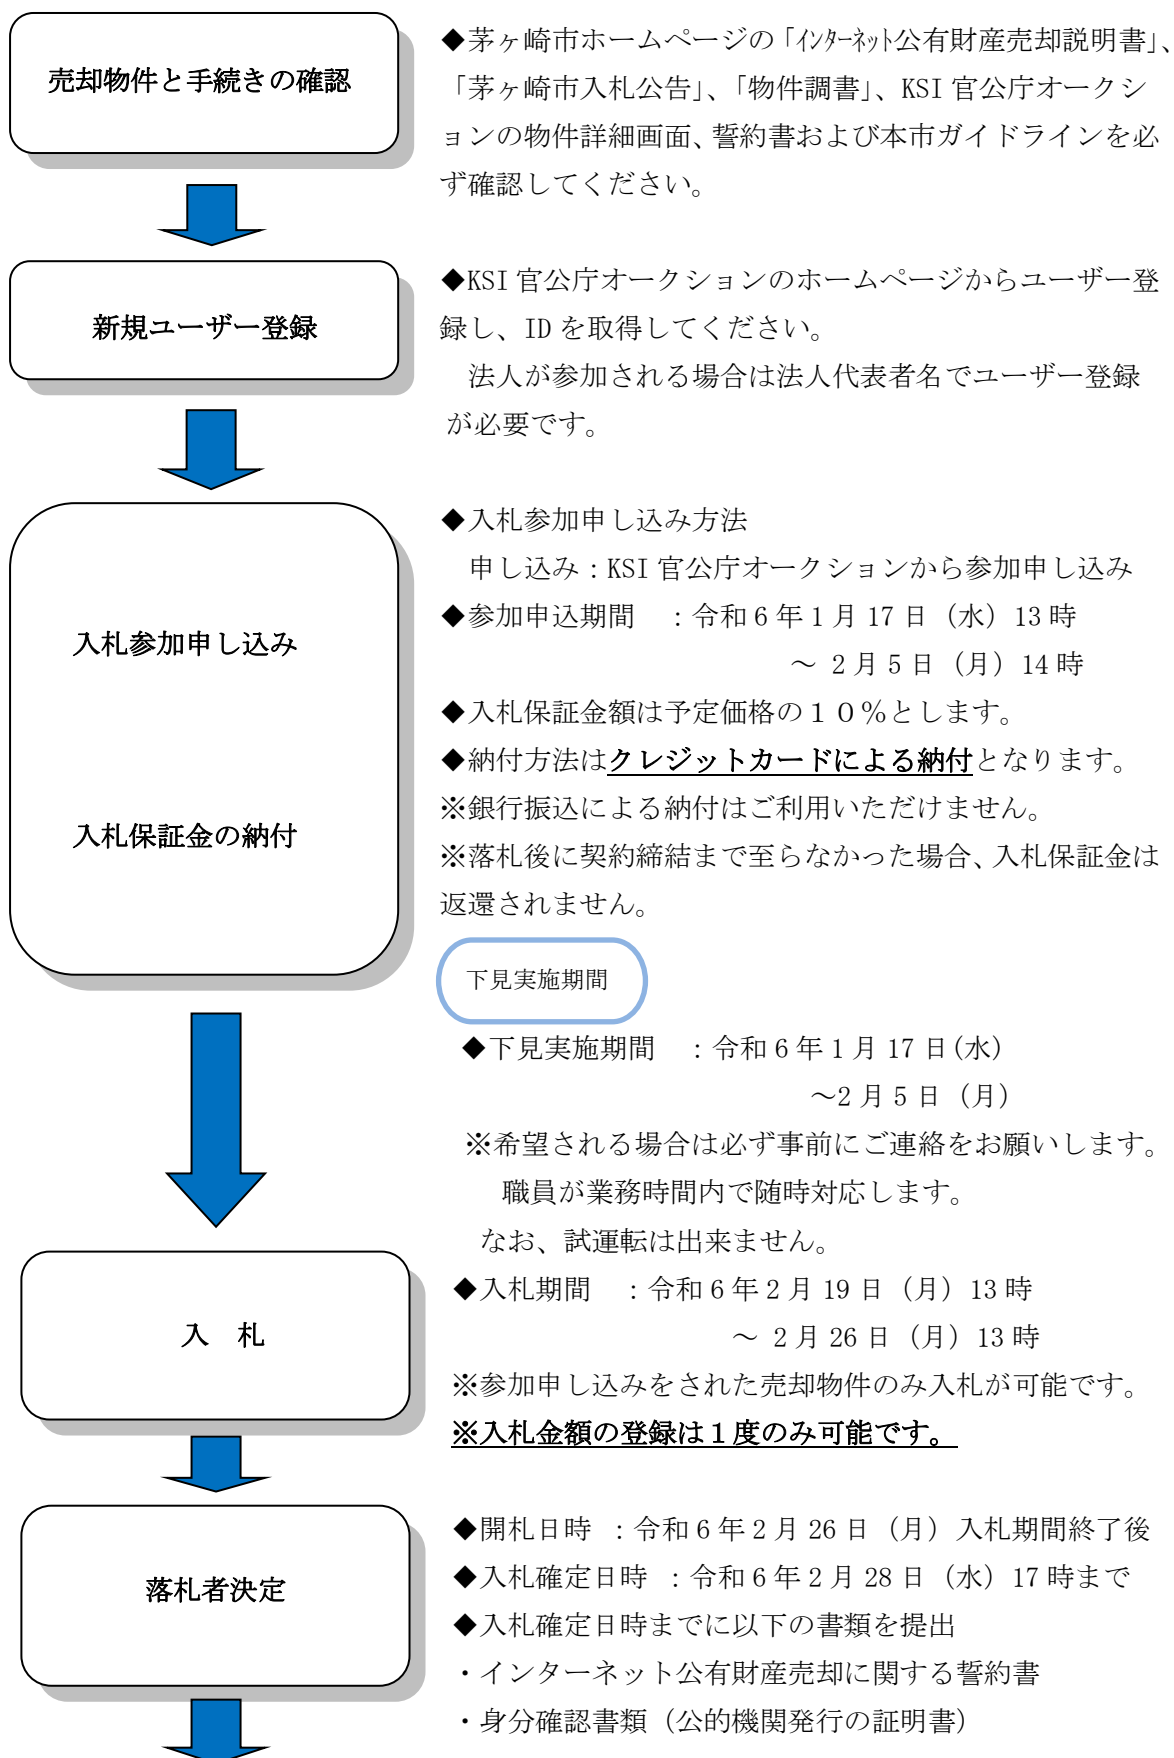 売却物件と手続きの確認
◆茅ヶ崎市ホームページの「インターネット公有財産売却説明書」、
「茅ヶ崎市入札公告」、「物件調書」、KSI 官公庁オークシ
ョンの物件詳細画面、誓約書および本市ガイドラインを必
ず確認してください。
新規ユーザー登録
◆KSI 官公庁オークションのホームページからユーザー登
録し、ID を取得してください。
法人が参加される場合は法人代表者名でユーザー登録
が必要です。
入札参加申し込み
入札保証金の納付
◆入札参加申し込み方法
申し込み：KSI 官公庁オークションから参加申し込み
◆参加申込期間　：令和 6 年 1 月 17 日（水）13 時
～ 2 月 5 日（月）14 時
◆入札保証金額は予定価格の１０％とします。
◆納付方法はクレジットカードによる納付となります。
※銀行振込による納付はご利用いただけません。
※落札後に契約締結まで至らなかった場合、入札保証金は
返還されません。
下見実施期間
◆下見実施期間　：令和 6 年 1 月 17 日(水)
～2 月 5 日（月）
※希望される場合は必ず事前にご連絡をお願いします。
職員が業務時間内で随時対応します。
なお、試運転は出来ません。
入　札
◆入札期間　：令和 6 年 2 月 19 日（月）13 時
～ 2 月 26 日（月）13 時
※参加申し込みをされた売却物件のみ入札が可能です。
※入札金額の登録は１度のみ可能です。
落札者決定
◆開札日時 ：令和 6 年 2 月 26 日（月）入札期間終了後
◆入札確定日時 ：令和 6 年 2 月 28 日（水）17 時まで
◆入札確定日時までに以下の書類を提出
・インターネット公有財産売却に関する誓約書
・身分確認書類（公的機関発行の証明書）